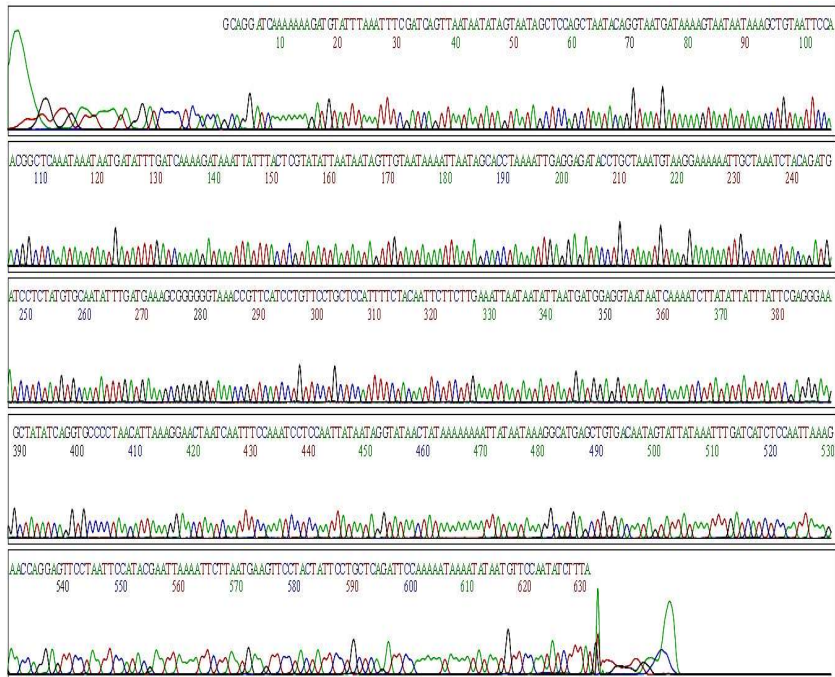 GCAGGATCAAAAAAAGATGTATTTAAATTTCGATCAGTTAATAATATAGTAATAGCTCCAGCTAATACAGGTAATGATAAAAGTAATAATAAAGCTGTAATTCCA
10 20 30 40 50 60 70 80 90 100
ACGGCTCAAATAAATAATGATATTTGATCAAAAGATAAATTATTTACTCGTATATTAATAATAGTTGTAATAAAATTAATAGCACCTAAAATTGAGGAGATACCTGCTAAATGTAAGGAAAAAATTGCTAAATCTACAGATG
110 120 130 140 150 160 170 180 190 200 210 220 230 240
ATCCTCTATGTGCAATATTTGATGAAAGCGGGGGGTAAACCGTTCATCCTGTTCCTGCTCCATTTTCTACAATTCTTCTTGAAATTAATAATATTAATGATGGAGGTAATAATCAAAATCTTATATTATTTATTCGAGGGAA
250 260 270 280 290 300 310 320 330 340 350 360 370 380
GCTATATCAGGTGCCCCTAACATTAAAGGAACTAATCAATTTCCAAATCCTCCAATTATAATAGGTATAACTATAAAAAAAATTATAATAAAGGCATGAGCTGTGACAATAGTATTATAAATTTGATCATCTCCAATTAAAG
390 400 410 420 430 440 450 460 470 480 490 500 510 520 530
AACCAGGAGTTCCTAATTCCATACGAATTAAAATTCTTAATGAAGTTCCTACTATTCCTGCTCAGATTCCAAAAATAAAATATAATGTTCCAATATCTTTA
540 550 560 570 580 590 600 610 620 630